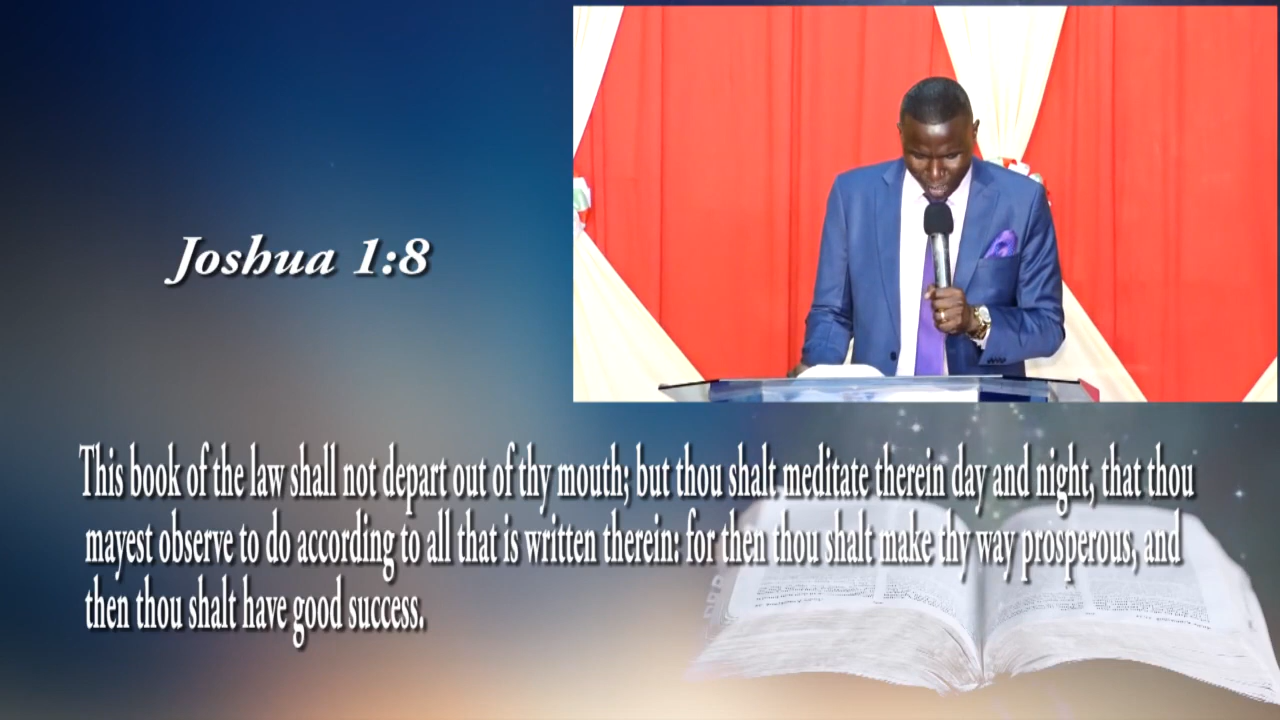 Joshua 1:8
This book of the law shall not depart out of thy mouth; but thou shalt meditate therein day and night, that thou
mayest observe to do according to all that is written therein: for then thou shalt make thy way prosperous, and
then thou shalt have good success.